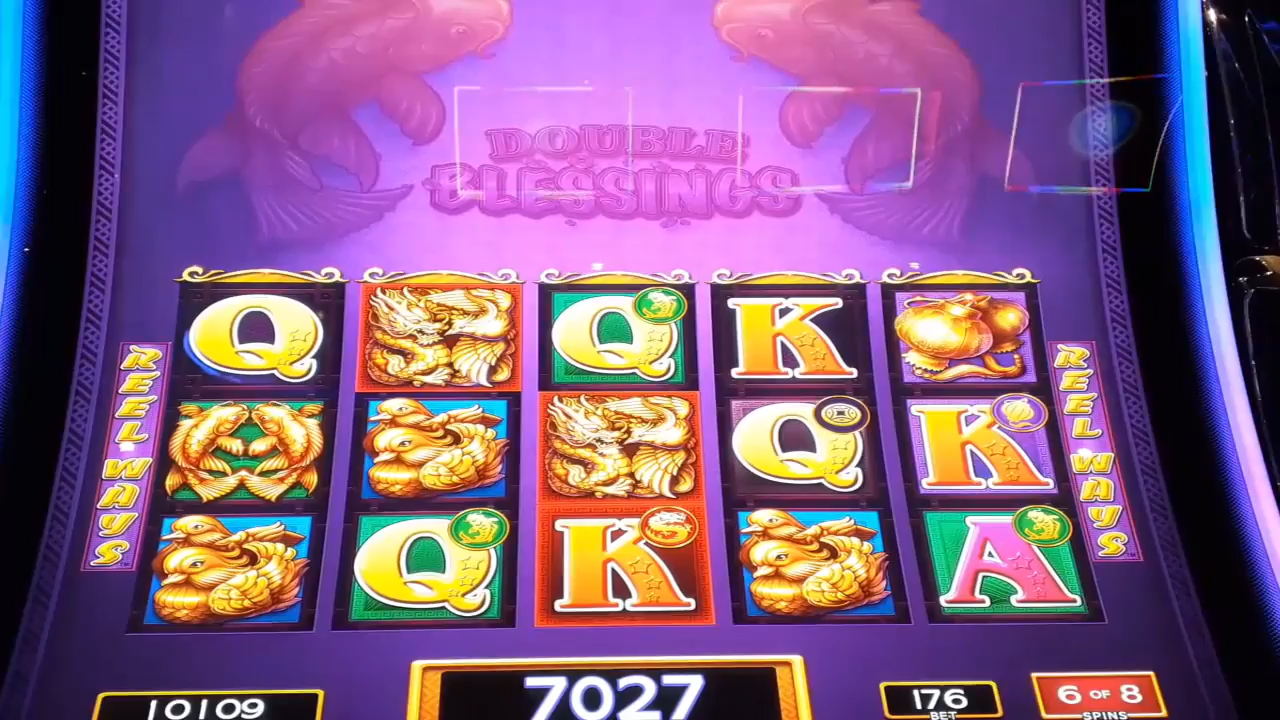 DOUBLE
BLESSINGS
Q
Q
K
REEL WAYS
Q
K
REEL WAYS
Q
K
A
10109
7027
176
BET
6 OF 8
SPINS